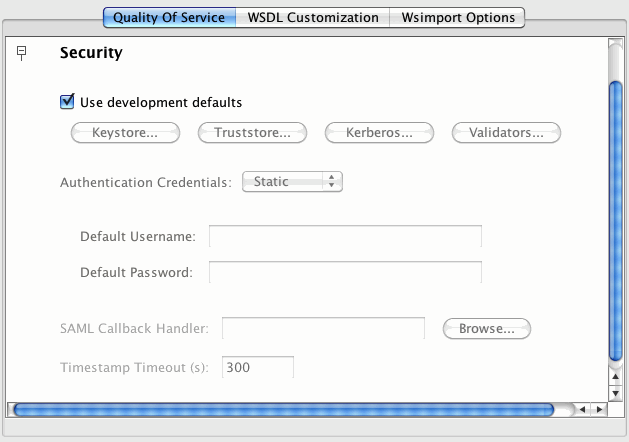 Quality Of Service WSDL Customization Wsimport Options
Security
Use development defaults
Keystore... Truststore... Kerberos... Validators...
Authentication Credentials: Static
Default Username:
Default Password:
SAML Callback Handler: Browse...
Timestamp Timeout (s): 300